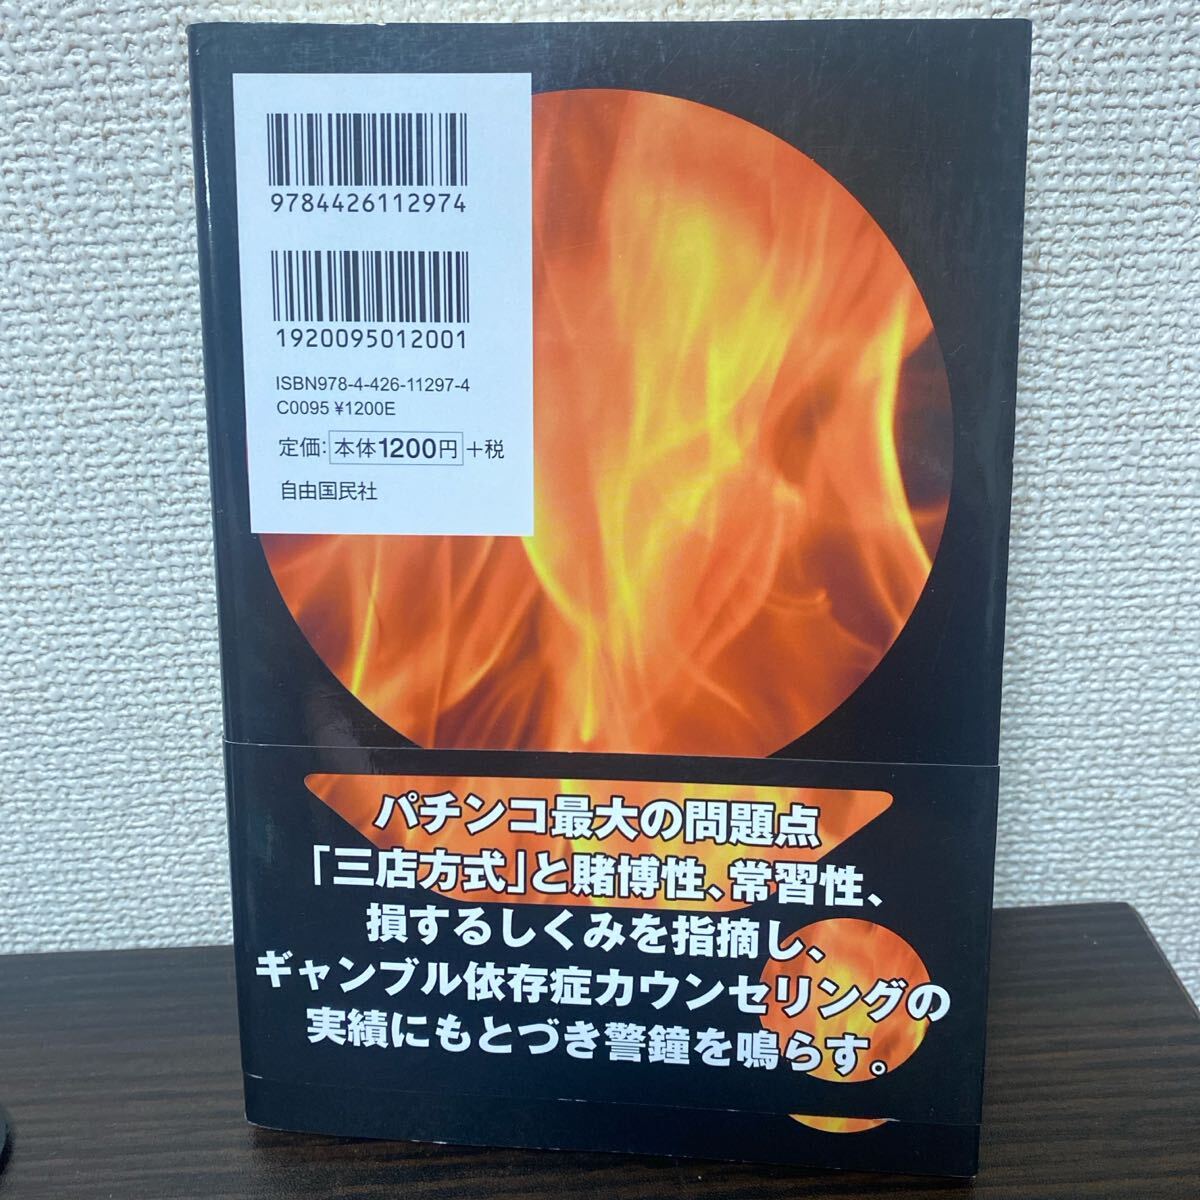 9784426112974
1920095012001
ISBN978-4-426-11297-4
C0095 ¥1200E
定価: 本体1200円+税
自由国民社
パチンコ最大の問題点
「三店方式」と賭博性、常習性、
損するしくみを指摘し、
ギャンブル依存症カウンセリングの
実績にもとづき警鐘を鳴らす。